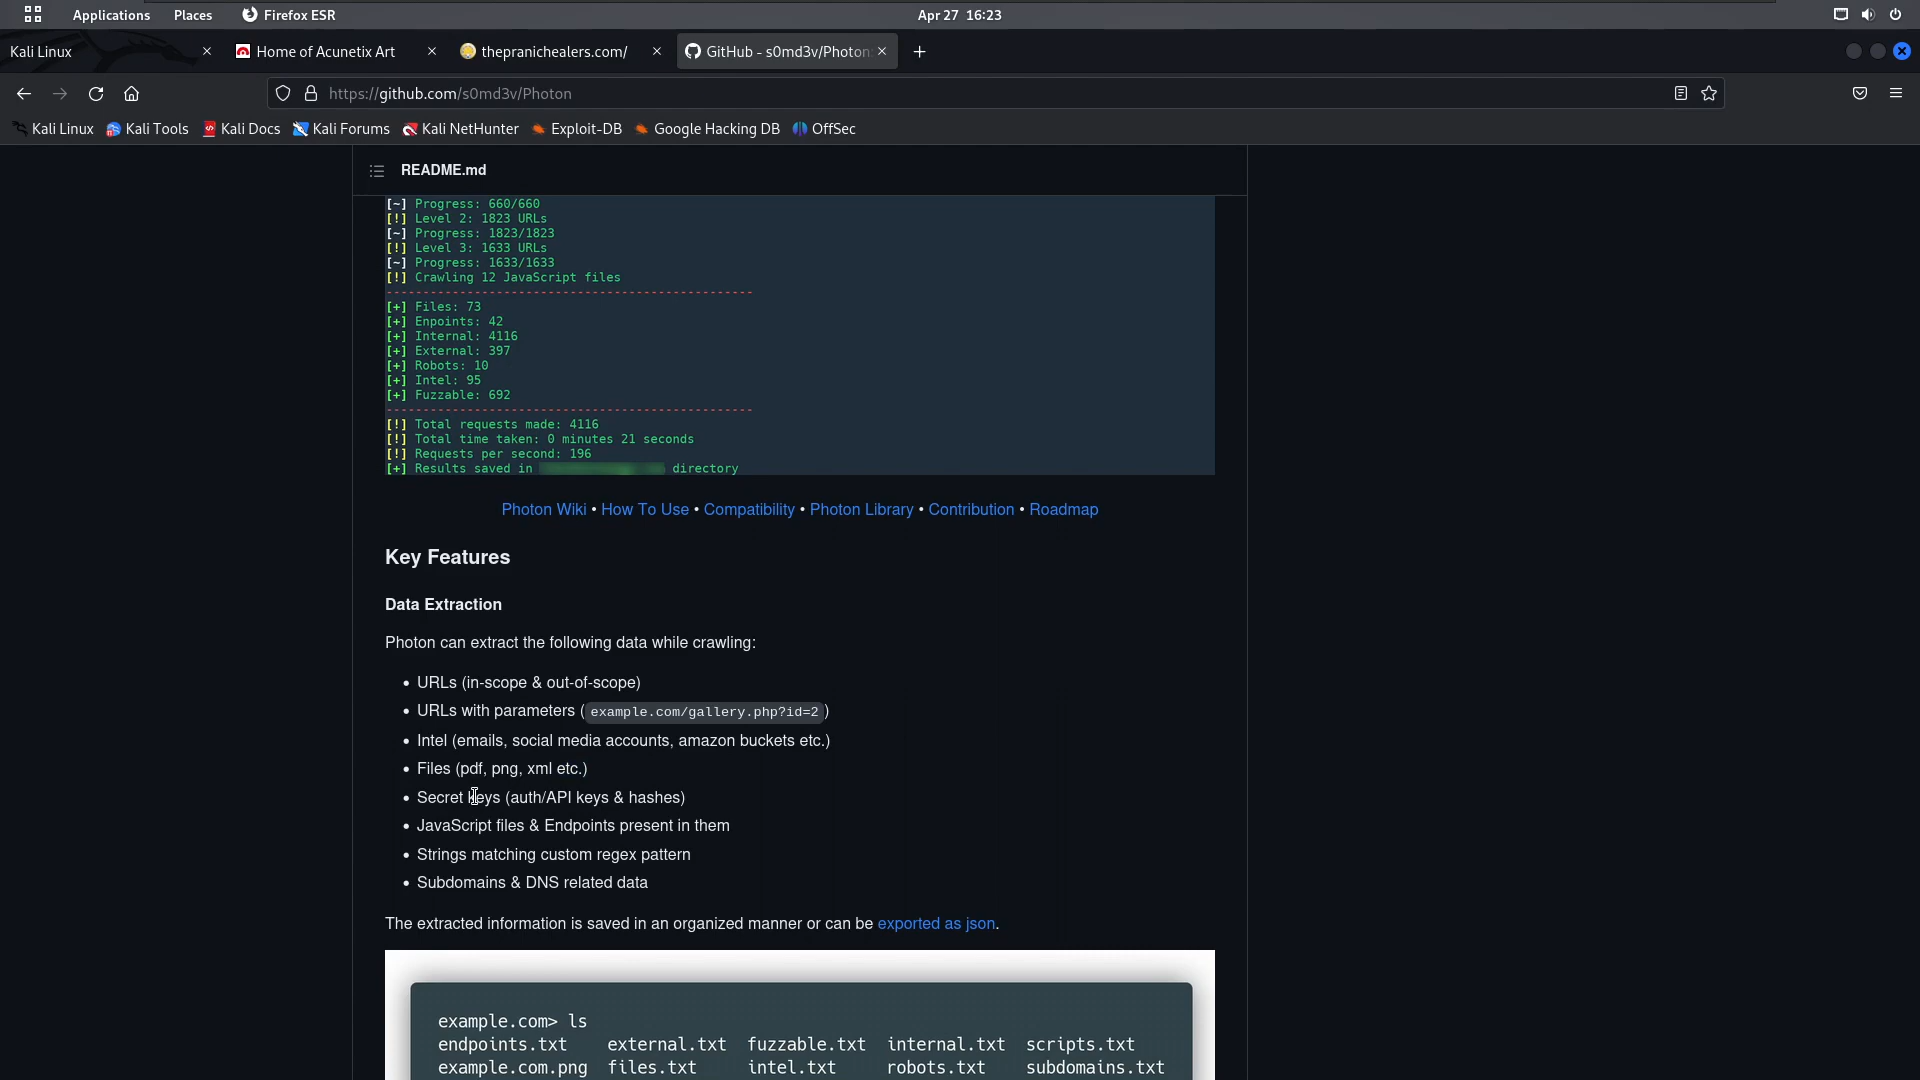 Applications Places Firefox ESR Apr 27 16:23
Kali Linux Home of Acunetix Art thepranichealers.com/ GitHub - s0md3v/Photon
https://github.com/s0md3v/Photon
Kali Linux Kali Tools Kali Docs Kali Forums Kali NetHunter Exploit-DB Google Hacking DB OffSec
README.md
[~] Progress: 660/660
[!] Level 2: 1823 URLs
[~] Progress: 1823/1823
[!] Level 3: 1633 URLs
[~] Progress: 1633/1633
[!] Crawling 12 JavaScript files
--------------------------------------------------
[+] Files: 73
[+] Enpoints: 42
[+] Internal: 4116
[+] External: 397
[+] Robots: 10
[+] Intel: 95
[+] Fuzzable: 692
--------------------------------------------------
[!] Total requests made: 4116
[!] Total time taken: 0 minutes 21 seconds
[!] Requests per second: 196
[+] Results saved in directory
Photon Wiki • How To Use • Compatibility • Photon Library • Contribution • Roadmap
Key Features
Data Extraction
Photon can extract the following data while crawling:
• URLs (in-scope & out-of-scope)
• URLs with parameters ( example.com/gallery.php?id=2 )
• Intel (emails, social media accounts, amazon buckets etc.)
• Files (pdf, png, xml etc.)
• Secret keys (auth/API keys & hashes)
• JavaScript files & Endpoints present in them
• Strings matching custom regex pattern
• Subdomains & DNS related data
The extracted information is saved in an organized manner or can be exported as json.
example.com> ls
endpoints.txt external.txt fuzzable.txt internal.txt scripts.txt
example.com.png files.txt intel.txt robots.txt subdomains.txt